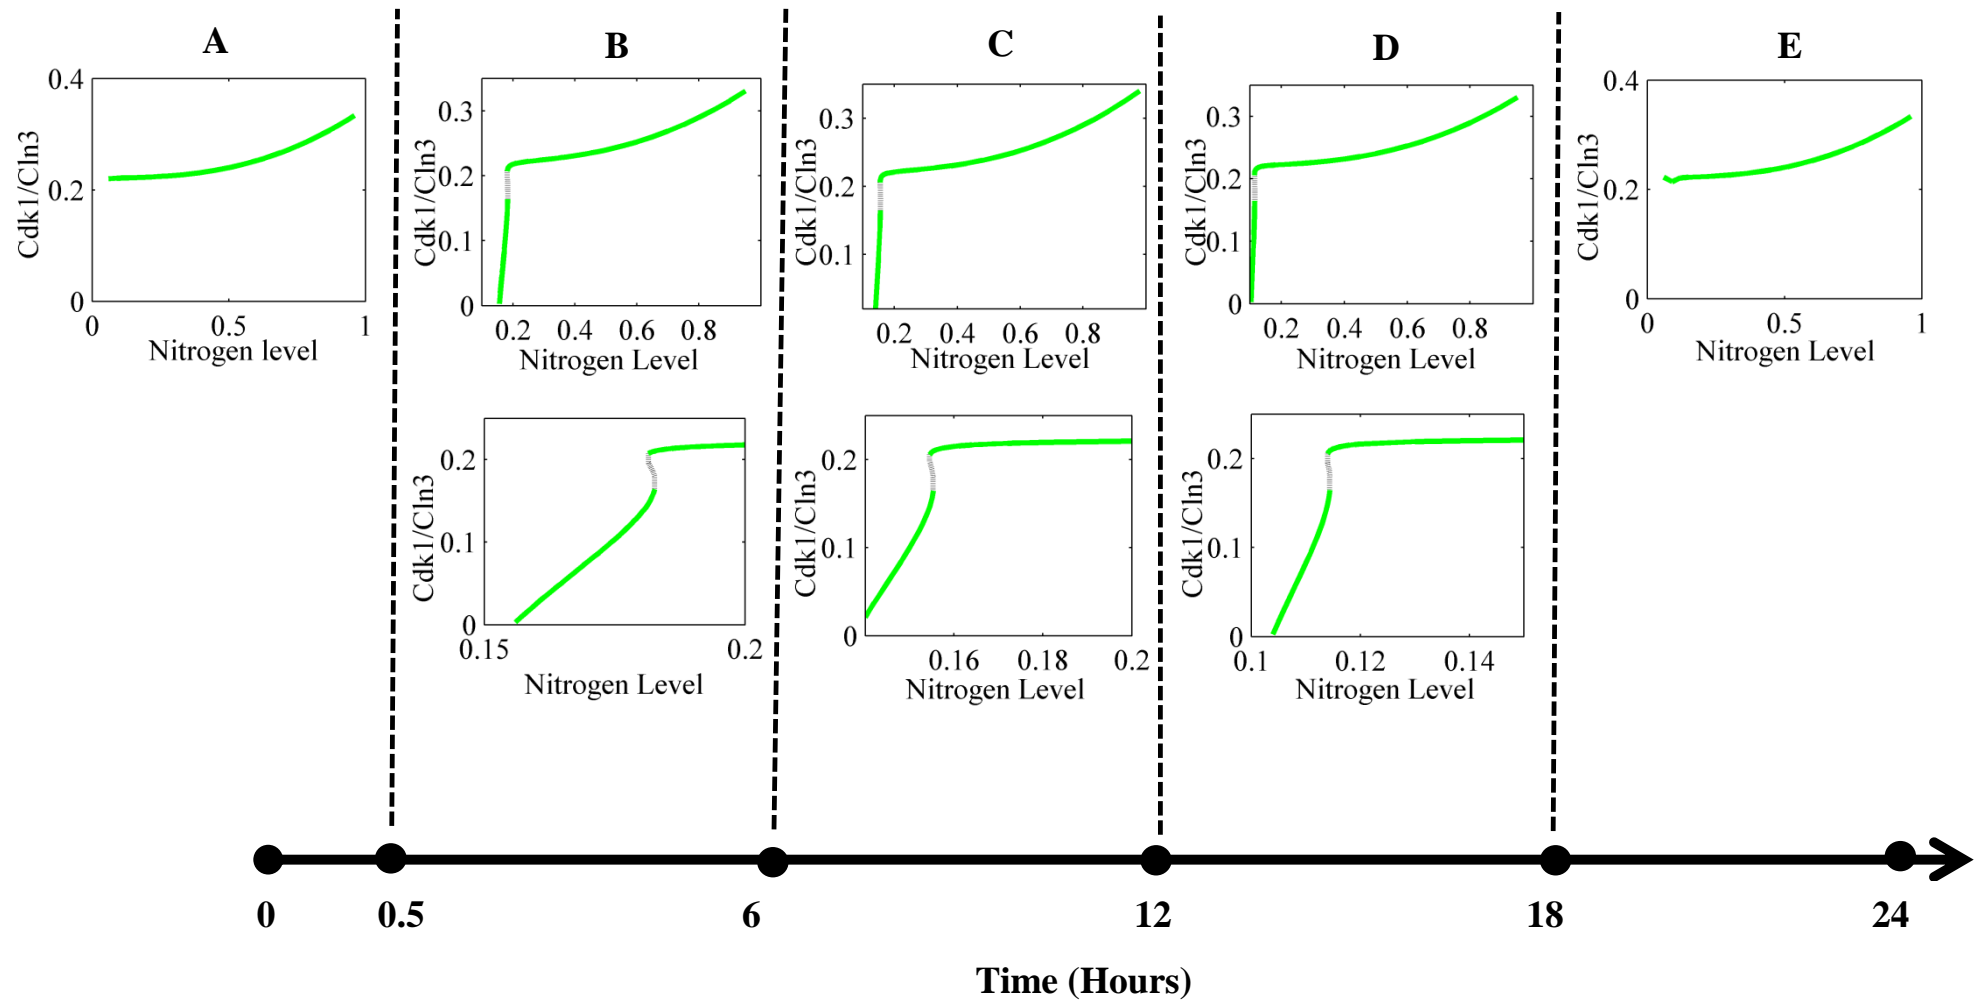 A
B
C
D
E
0.4
0.2
0
0
0.5
1
Cdk1/Cln3
Nitrogen level
0.3
0.2
0.1
0
0.2 0.4 0.6 0.8
Cdk1/Cln3
Nitrogen Level
0.3
0.2
0.1
0.2 0.4 0.6 0.8
Cdk1/Cln3
Nitrogen Level
0.3
0.2
0.1
0
0.2 0.4 0.6 0.8
Cdk1/Cln3
Nitrogen Level
0.4
0.2
0
0 0.5 1
Cdk1/Cln3
Nitrogen Level
0.2
0.1
0
0.15 0.2
Cdk1/Cln3
Nitrogen Level
0.2
0.1
0
0.16 0.18 0.2
Cdk1/Cln3
Nitrogen Level
0.2
0.1
0
0.1 0.12 0.14
Cdk1/Cln3
Nitrogen Level
0 0.5 6 12 18 24
Time (Hours)